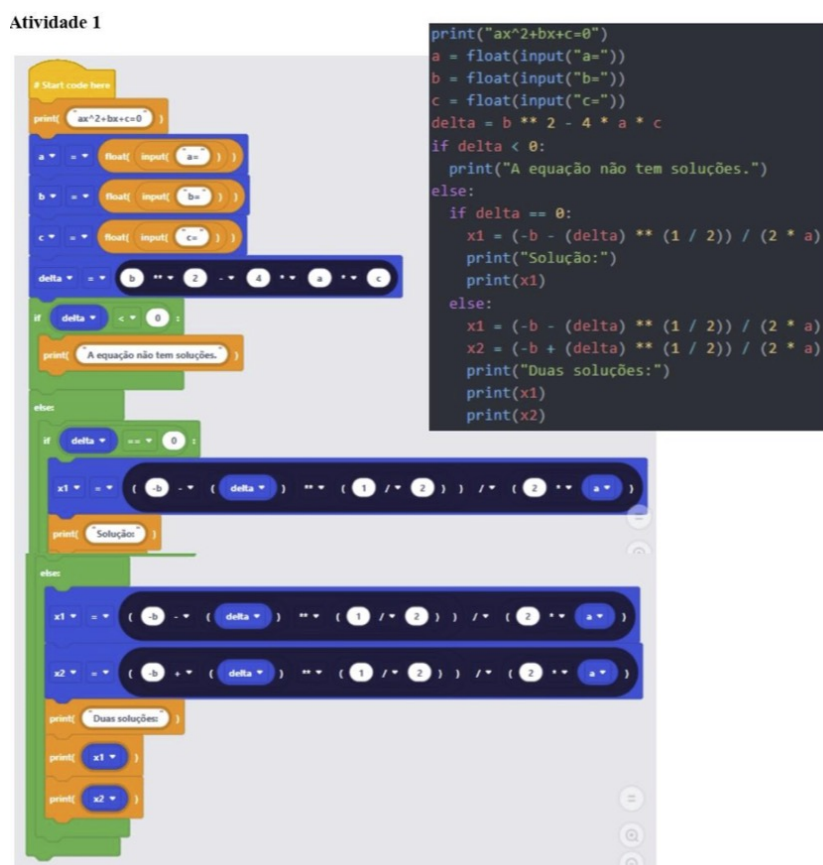 Atividade 1
# Start code here
print( "ax^2+bx+c=0" )
a = float( input( "a=" ) )
b = float( input( "b=" ) )
c = float( input( "c=" ) )
delta = b ** 2 - 4 * a * c
if delta < 0 :
print( "A equação não tem soluções." )
else:
if delta == 0 :
x1 = ( -b - ( delta ) ** ( 1 / 2 ) ) / ( 2 * a )
print( "Solução:" )
else:
x1 = ( -b - ( delta ) ** ( 1 / 2 ) ) / ( 2 * a )
x2 = ( -b + ( delta ) ** ( 1 / 2 ) ) / ( 2 * a )
print( "Duas soluções:" )
print( x1 )
print( x2 )
print("ax^2+bx+c=0")
a = float(input("a="))
b = float(input("b="))
c = float(input("c="))
delta = b ** 2 - 4 * a * c
if delta < 0:
print("A equação não tem soluções.")
else:
if delta == 0:
x1 = (-b - (delta) ** (1 / 2)) / (2 * a)
print("Solução:")
print(x1)
else:
x1 = (-b - (delta) ** (1 / 2)) / (2 * a)
x2 = (-b + (delta) ** (1 / 2)) / (2 * a)
print("Duas soluções:")
print(x1)
print(x2)